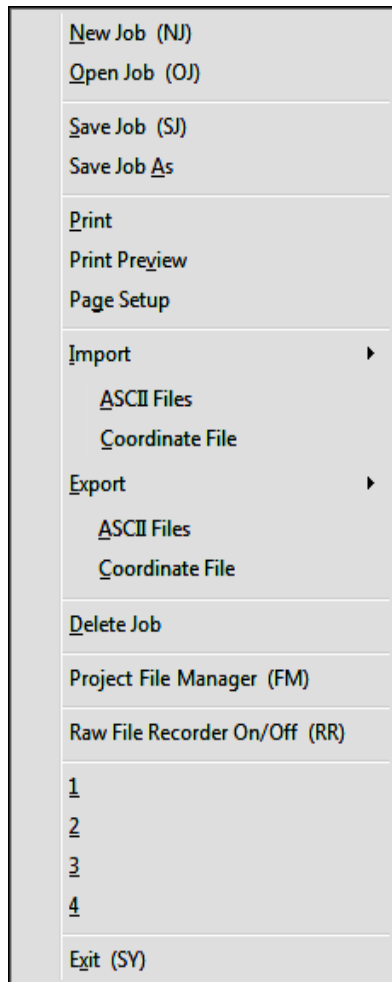 New Job (NJ)
Open Job (OJ)
Save Job (SJ)
Save Job As
Print
Print Preview
Page Setup
Import
ASCII Files
Coordinate File
Export
ASCII Files
Coordinate File
Delete Job
Project File Manager (FM)
Raw File Recorder On/Off (RR)
1
2
3
4
Exit (SY)